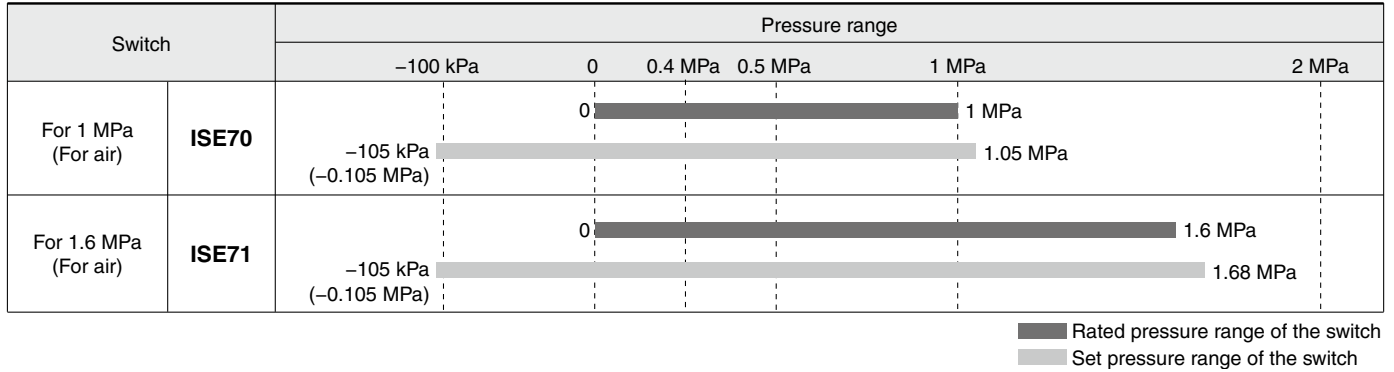 Switch
Pressure range
–100 kPa 0 0.4 MPa 0.5 MPa 1 MPa 2 MPa
For 1 MPa
(For air)
ISE70
0 1 MPa
–105 kPa
(–0.105 MPa)
1.05 MPa
For 1.6 MPa
(For air)
ISE71
0 1.6 MPa
–105 kPa
(–0.105 MPa)
1.68 MPa
Rated pressure range of the switch
Set pressure range of the switch